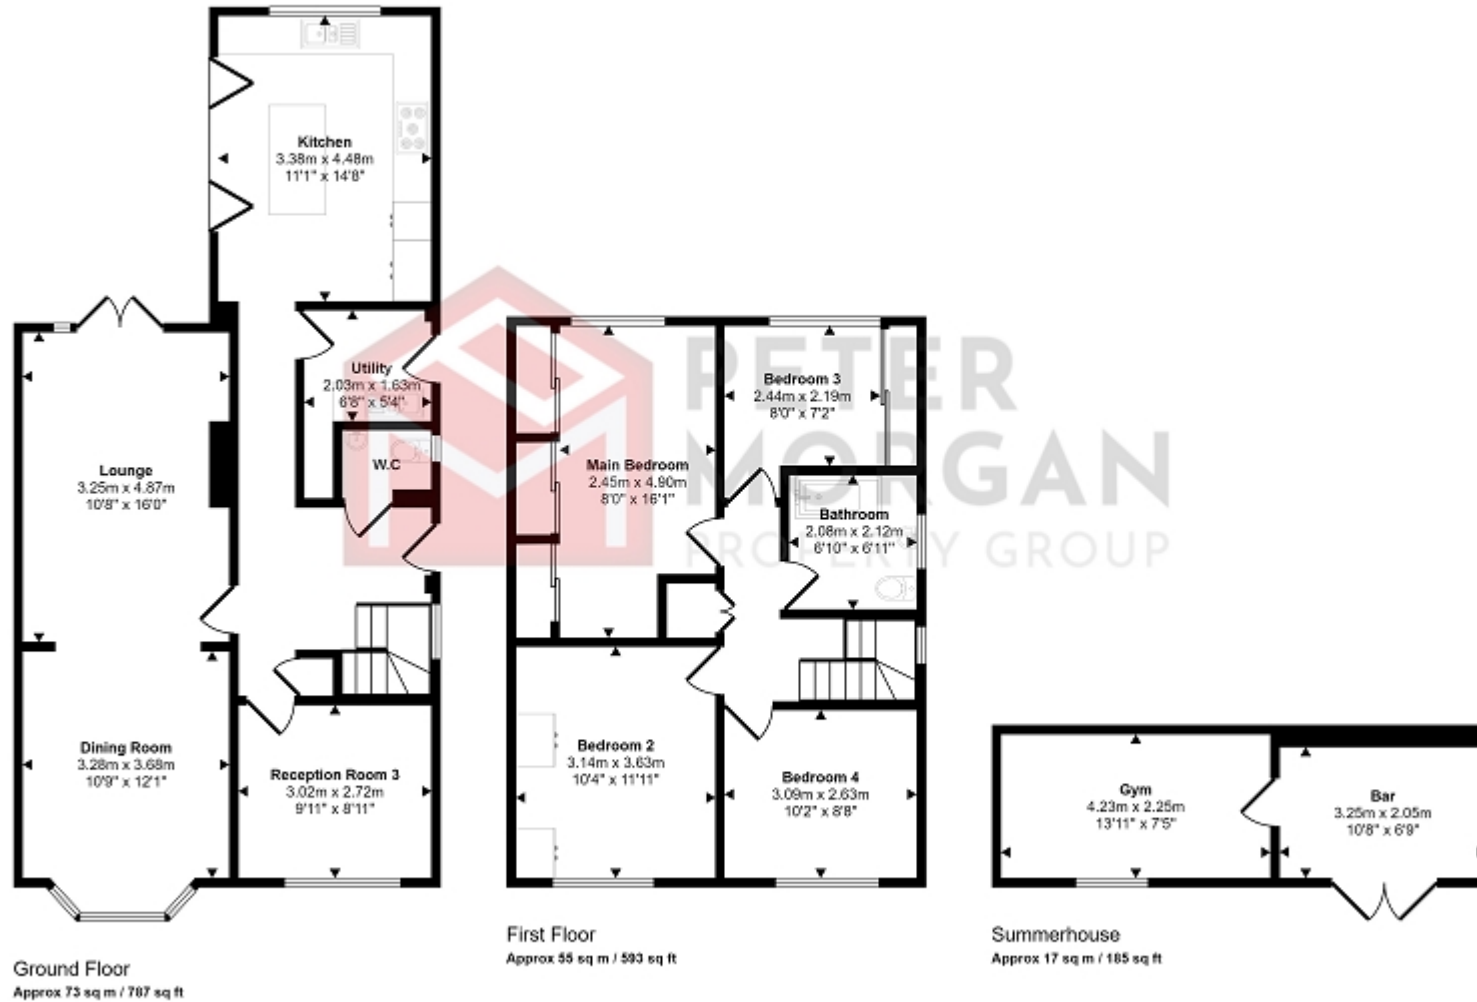 Kitchen
3.38m x 4.48m
11'1" x 14'8"
Utility
2.03m x 1.63m
6'8" x 5'4"
W.C
Lounge
3.25m x 4.87m
10'8" x 16'0"
Dining Room
3.28m x 3.68m
10'9" x 12'1"
Reception Room 3
3.02m x 2.72m
9'11" x 8'11"
Ground Floor
Approx 73 sq m / 787 sq ft
PETER
MORGAN
PROPERTY GROUP
Bedroom 3
2.44m x 2.19m
8'0" x 7'2"
Main Bedroom
2.45m x 4.90m
8'0" x 16'1"
Bathroom
2.08m x 2.12m
6'10" x 6'11"
Bedroom 2
3.14m x 3.63m
10'4" x 11'11"
Bedroom 4
3.09m x 2.63m
10'2" x 8'8"
First Floor
Approx 55 sq m / 593 sq ft
Gym
4.23m x 2.25m
13'11" x 7'5"
Bar
3.25m x 2.05m
10'8" x 6'9"
Summerhouse
Approx 17 sq m / 185 sq ft